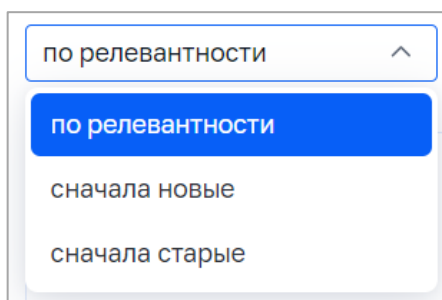 по релевантности
по релевантности
сначала новые
сначала старые